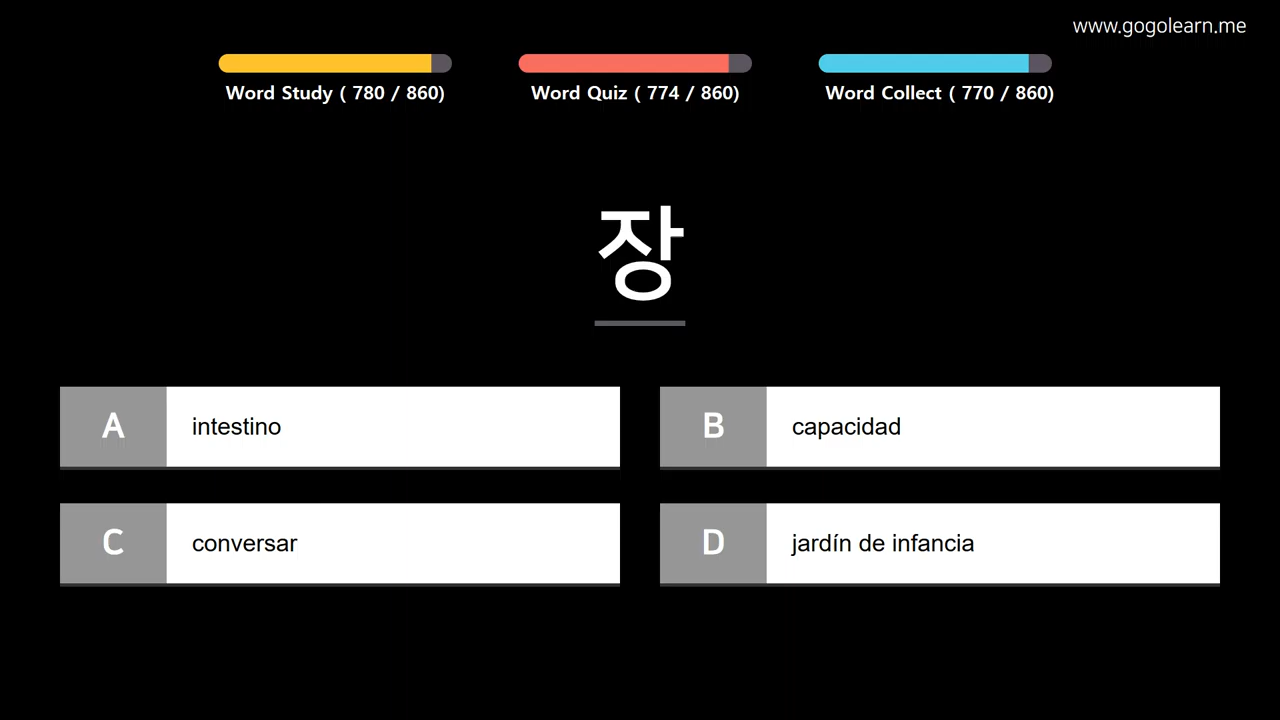 www.gogolearn.me
Word Study ( 780 / 860) Word Quiz ( 774 / 860) Word Collect ( 770 / 860)
장
A intestino
B capacidad
C conversar
D jardín de infancia